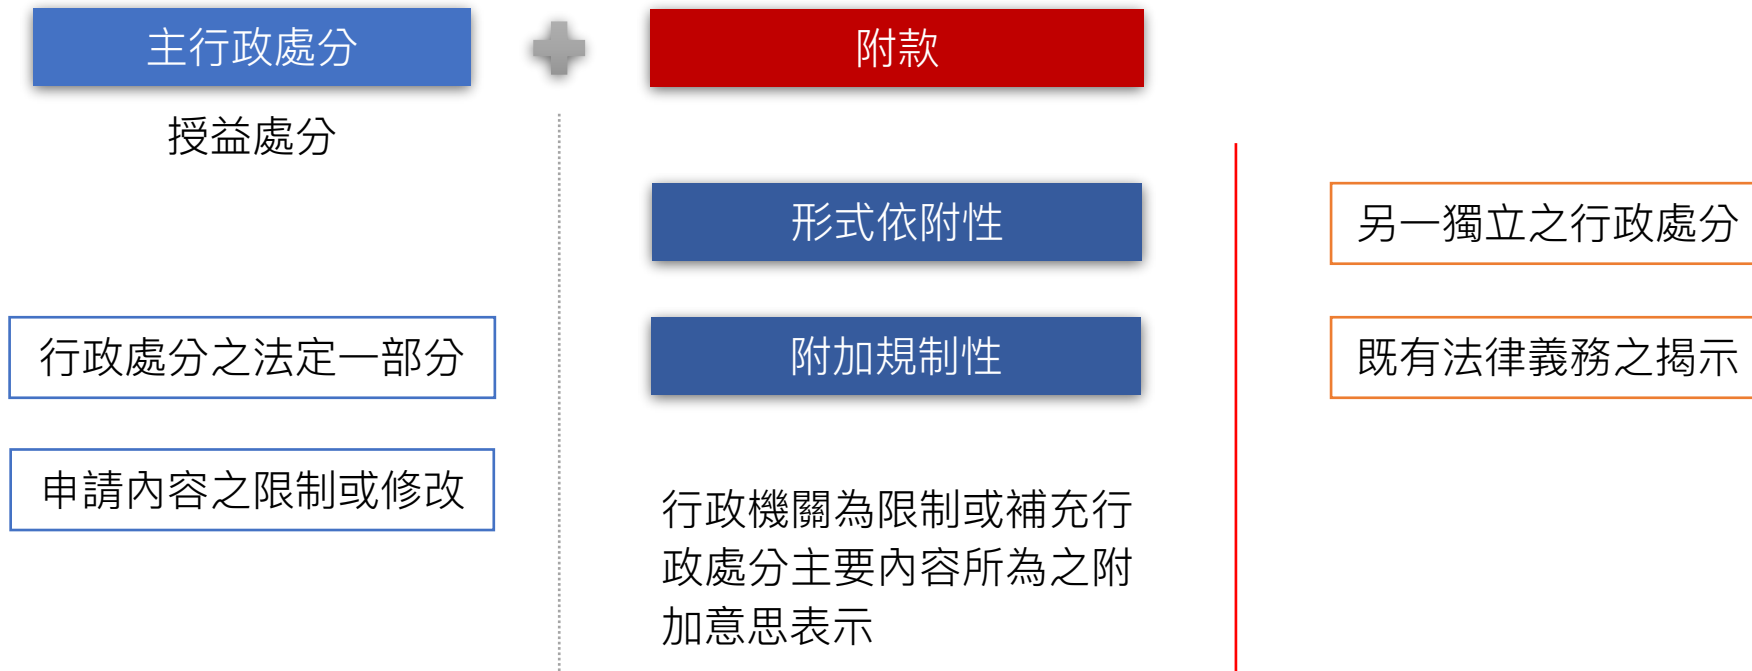 主行政處分
附款
授益處分
形式依附性
另一獨立之行政處分
行政處分之法定一部分
附加規制性
既有法律義務之揭示
申請內容之限制或修改
行政機關為限制或補充行
政處分主要內容所為之附
加意思表示